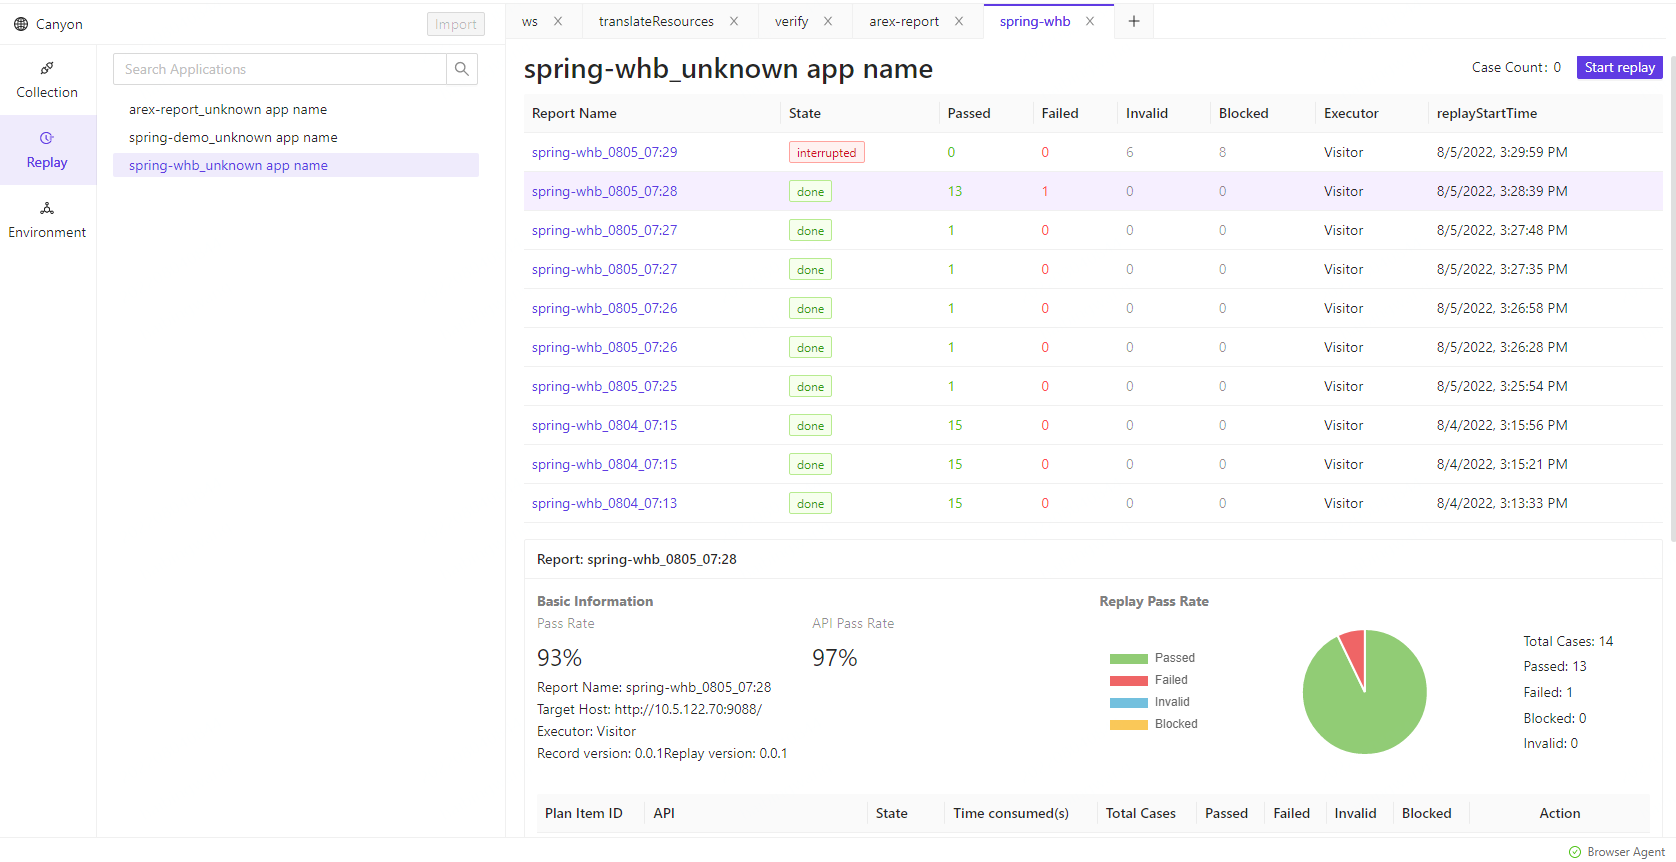 Canyon
Import
ws
translateResources
verify
arex-report
spring-whb
Collection
Replay
Environment
Search Applications
arex-report_unknown app name
spring-demo_unknown app name
spring-whb_unknown app name
spring-whb_unknown app name
Case Count: 0
Start replay
Report Name State Passed Failed Invalid Blocked Executor replayStartTime
spring-whb_0805_07:29 interrupted 0 0 6 8 Visitor 8/5/2022, 3:29:59 PM
spring-whb_0805_07:28 done 13 1 0 0 Visitor 8/5/2022, 3:28:39 PM
spring-whb_0805_07:27 done 1 0 0 0 Visitor 8/5/2022, 3:27:48 PM
spring-whb_0805_07:27 done 1 0 0 0 Visitor 8/5/2022, 3:27:35 PM
spring-whb_0805_07:26 done 1 0 0 0 Visitor 8/5/2022, 3:26:58 PM
spring-whb_0805_07:26 done 1 0 0 0 Visitor 8/5/2022, 3:26:28 PM
spring-whb_0805_07:25 done 1 0 0 0 Visitor 8/5/2022, 3:25:54 PM
spring-whb_0804_07:15 done 15 0 0 0 Visitor 8/4/2022, 3:15:56 PM
spring-whb_0804_07:15 done 15 0 0 0 Visitor 8/4/2022, 3:15:21 PM
spring-whb_0804_07:13 done 15 0 0 0 Visitor 8/4/2022, 3:13:33 PM
Report: spring-whb_0805_07:28
Basic Information
Pass Rate
93%
API Pass Rate
97%
Report Name: spring-whb_0805_07:28
Target Host: http://10.5.122.70:9088/
Executor: Visitor
Record version: 0.0.1Replay version: 0.0.1
Replay Pass Rate
Passed
Failed
Invalid
Blocked
Total Cases: 14
Passed: 13
Failed: 1
Blocked: 0
Invalid: 0
Plan Item ID API State Time consumed(s) Total Cases Passed Failed Invalid Blocked Action
Browser Agent